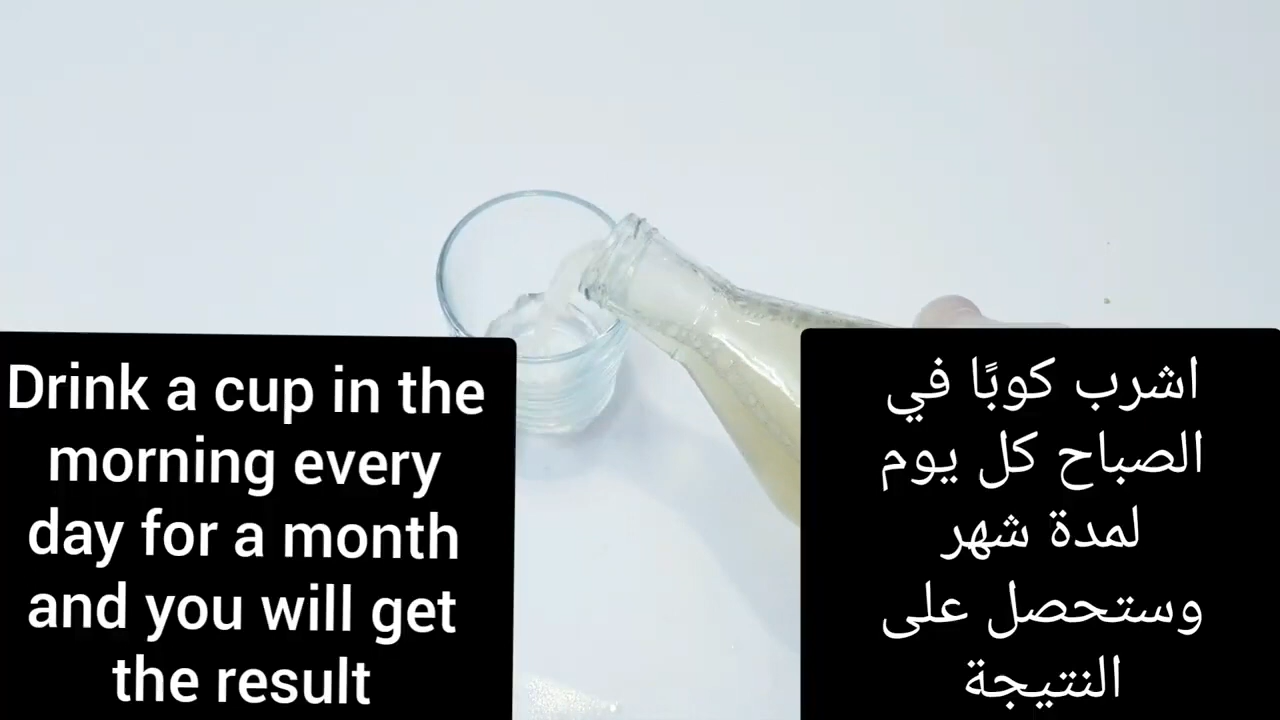 Drink a cup in the
morning every
day for a month
and you will get
the result
اشرب كوبًا في
الصباح كل يوم
لمدة شهر
وستحصل على
النتيجة